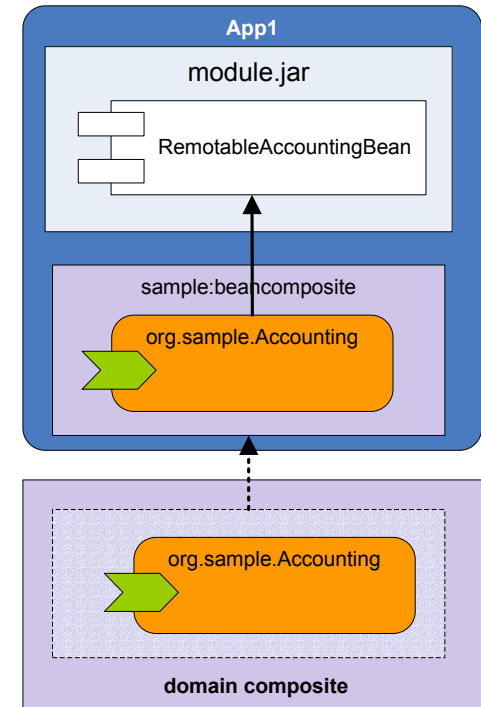 App1
module.jar
RemotableAccountingBean
sample:beancomposite
org.sample.Accounting
org.sample.Accounting
domain composite